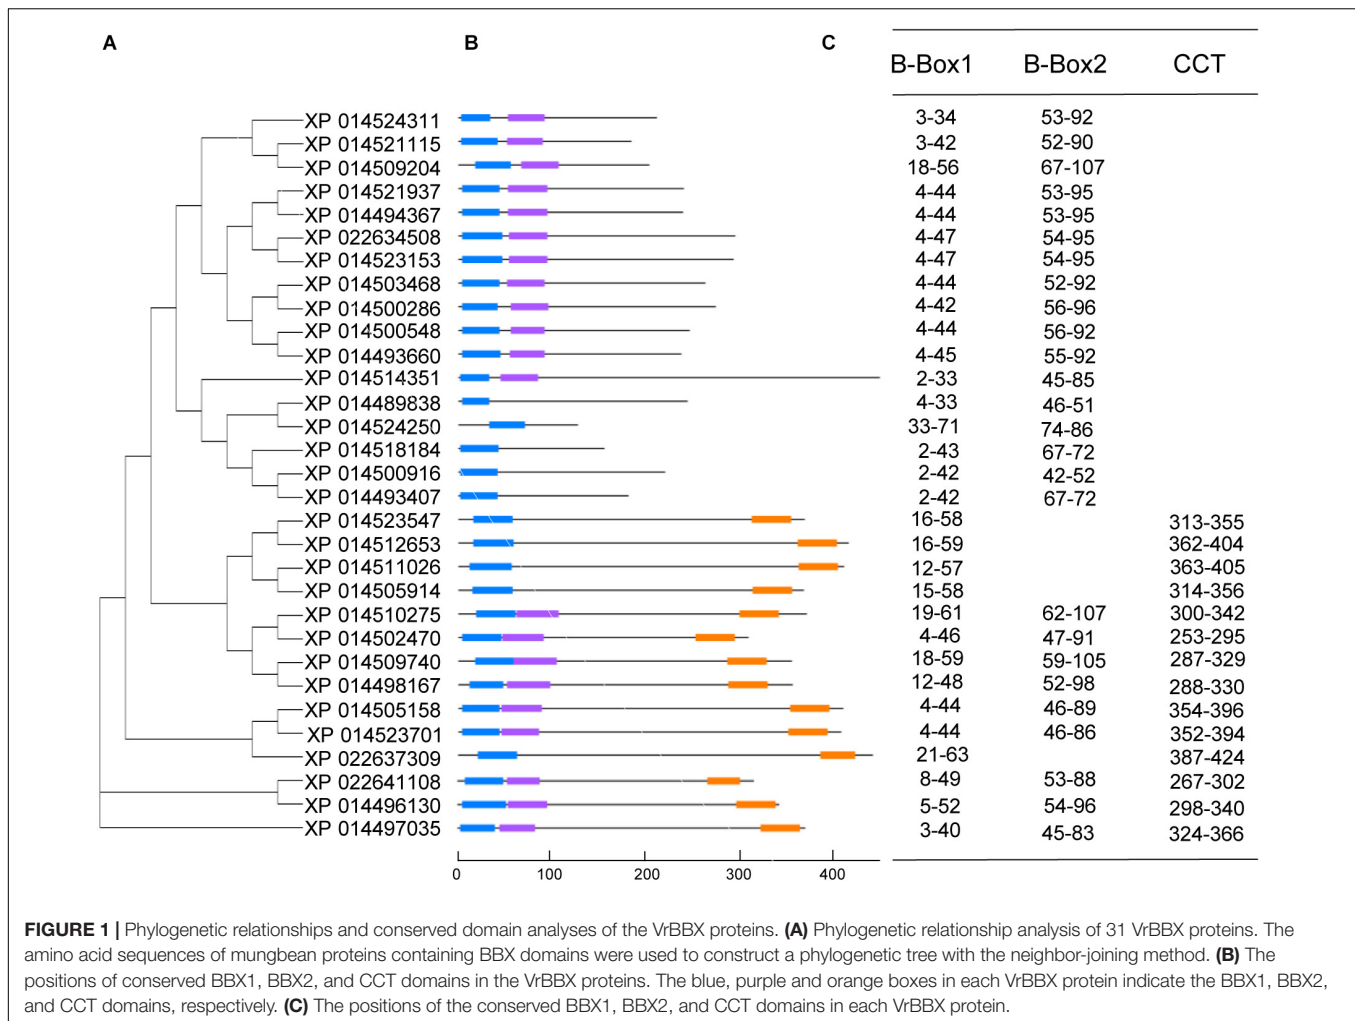 A B C
B-Box1 B-Box2 CCT
XP 014524311 3-34 53-92
XP 014521115 3-42 52-90
XP 014509204 18-56 67-107
XP 014521937 4-44 53-95
XP 014494367 4-44 53-95
XP 022634508 4-47 54-95
XP 014523153 4-47 54-95
XP 014503468 4-44 52-92
XP 014500286 4-42 56-96
XP 014500548 4-44 56-92
XP 014493660 4-45 55-92
XP 014514351 2-33 45-85
XP 014489838 4-33 46-51
XP 014524250 33-71 74-86
XP 014518184 2-43 67-72
XP 014500916 2-42 42-52
XP 014493407 2-42 67-72
XP 014523547 16-58 313-355
XP 014512653 16-59 362-404
XP 014511026 12-57 363-405
XP 014505914 15-58 314-356
XP 014510275 19-61 62-107 300-342
XP 014502470 4-46 47-91 253-295
XP 014509740 18-59 59-105 287-329
XP 014498167 12-48 52-98 288-330
XP 014505158 4-44 46-89 354-396
XP 014523701 4-44 46-86 352-394
XP 022637309 21-63 387-424
XP 022641108 8-49 53-88 267-302
XP 014496130 5-52 54-96 298-340
XP 014497035 3-40 45-83 324-366
0 100 200 300 400
FIGURE 1 | Phylogenetic relationships and conserved domain analyses of the VrBBX proteins. (A) Phylogenetic relationship analysis of 31 VrBBX proteins. The
amino acid sequences of mungbean proteins containing BBX domains were used to construct a phylogenetic tree with the neighbor-joining method. (B) The
positions of conserved BBX1, BBX2, and CCT domains in the VrBBX proteins. The blue, purple and orange boxes in each VrBBX protein indicate the BBX1, BBX2,
and CCT domains, respectively. (C) The positions of the conserved BBX1, BBX2, and CCT domains in each VrBBX protein.